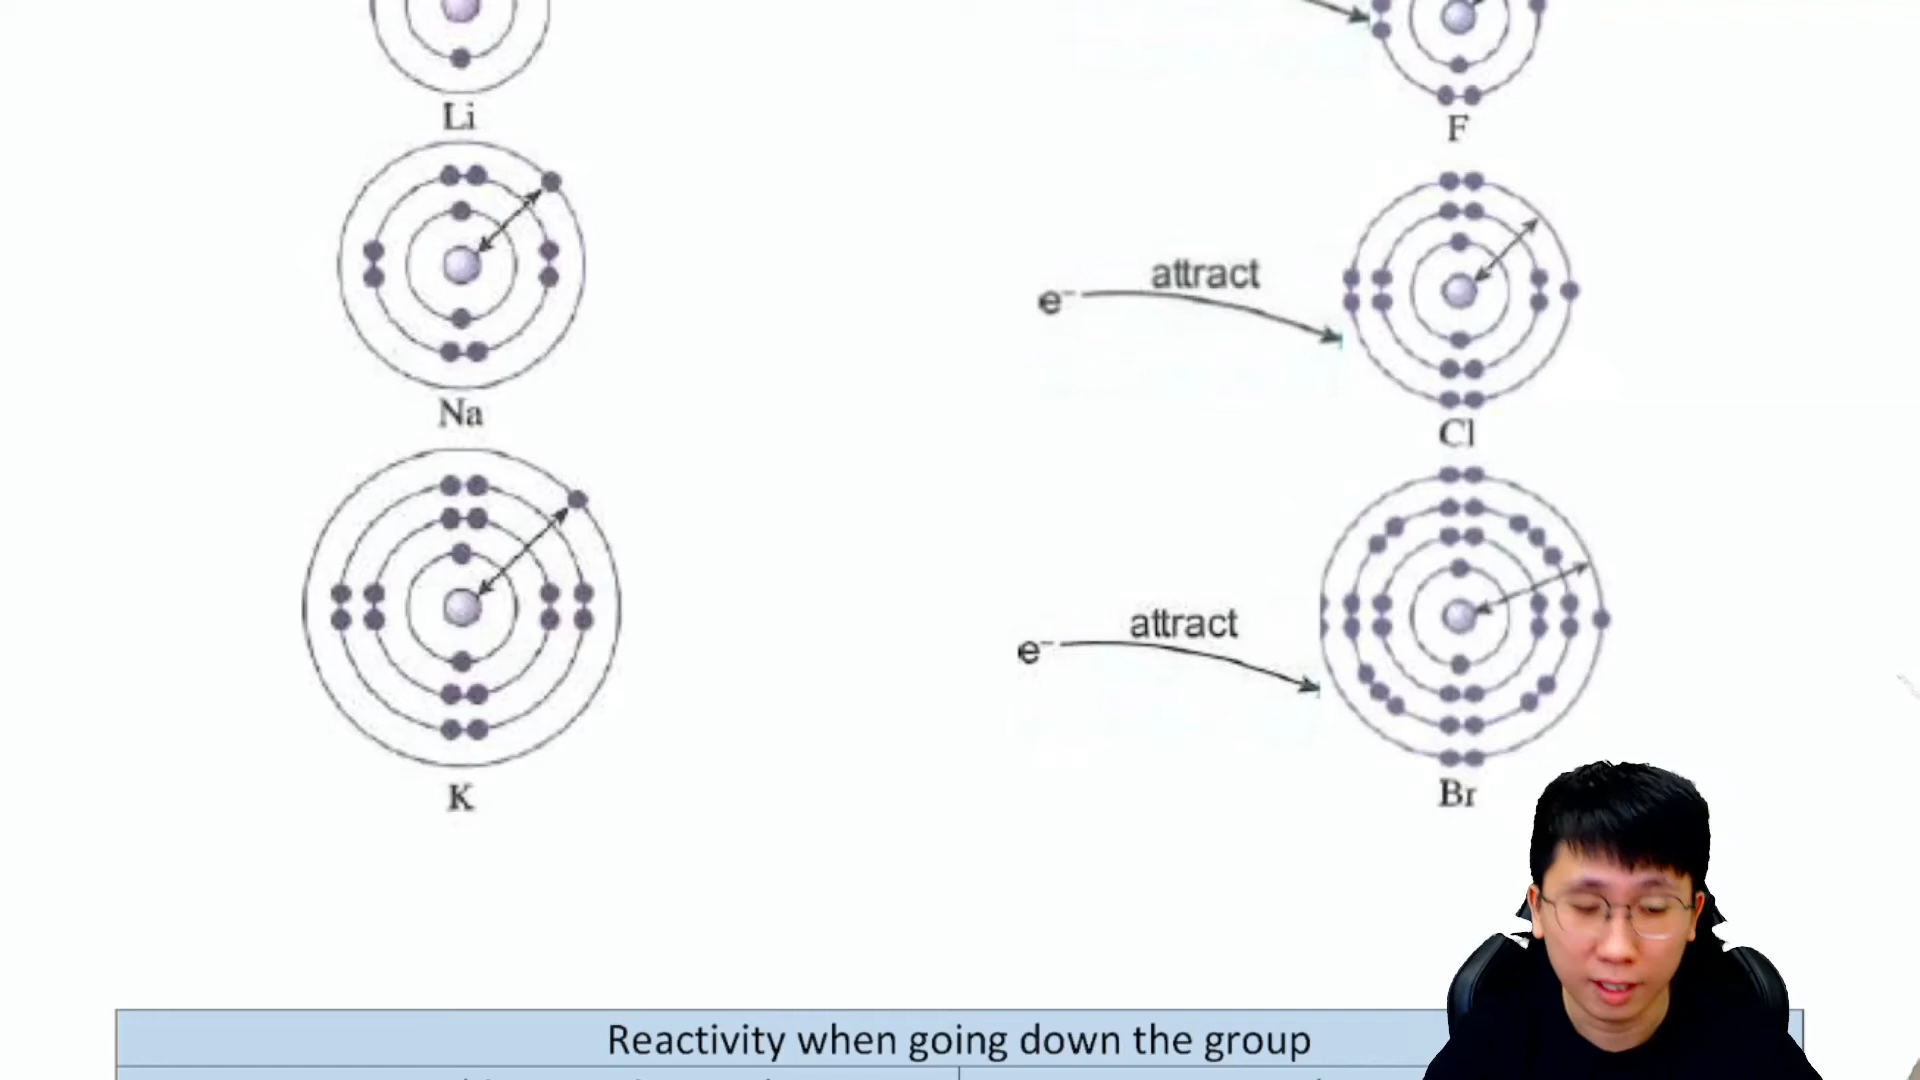 Li
F
Na
e⁻ attract
Cl
K
e⁻ attract
Br
Reactivity when going down the group